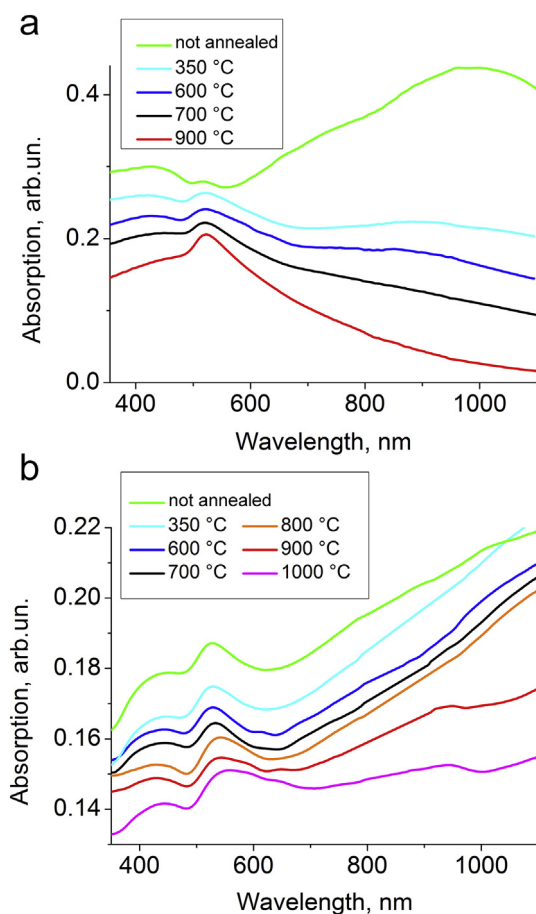 a
not annealed
350 °C
600 °C
700 °C
900 °C
0.4
0.2
0.0
Absorption, arb.un.
400 600 800 1000
Wavelength, nm
b
not annealed
350 °C 800 °C
600 °C 900 °C
700 °C 1000 °C
0.22
0.20
0.18
0.16
0.14
Absorption, arb.un.
400 600 800 1000
Wavelength, nm